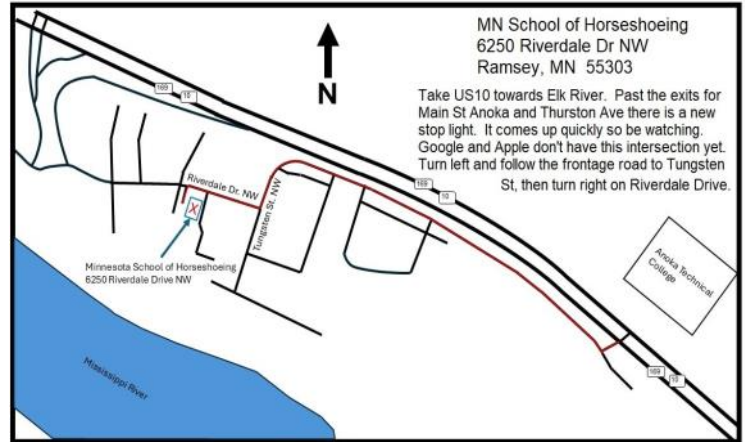 MN School of Horseshoeing
6250 Riverdale Dr NW
Ramsey, MN 55303
N
Take US10 towards Elk River. Past the exits for
Main St Anoka and Thurston Ave there is a new
stop light. It comes up quickly so be watching.
Google and Apple don't have this intersection yet.
Turn left and follow the frontage road to Tungsten
St, then turn right on Riverdale Drive.
169
10
Riverdale Dr. NW
Tungsten St. NW
X
169
10
Anoka Technical
College
Minnesota School of Horseshoeing
6250 Riverdale Drive NW
Mississippi River
169
10